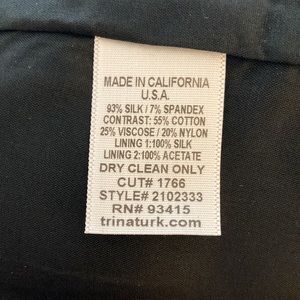 MADE IN CALIFORNIA
U.S.A.
93% SILK / 7% SPANDEX
CONTRAST: 55% COTTON
25% VISCOSE / 20% NYLON
LINING 1:100% SILK
LINING 2:100% ACETATE
DRY CLEAN ONLY
CUT# 1766
STYLE# 2102333
RN# 93415
trinaturk.com